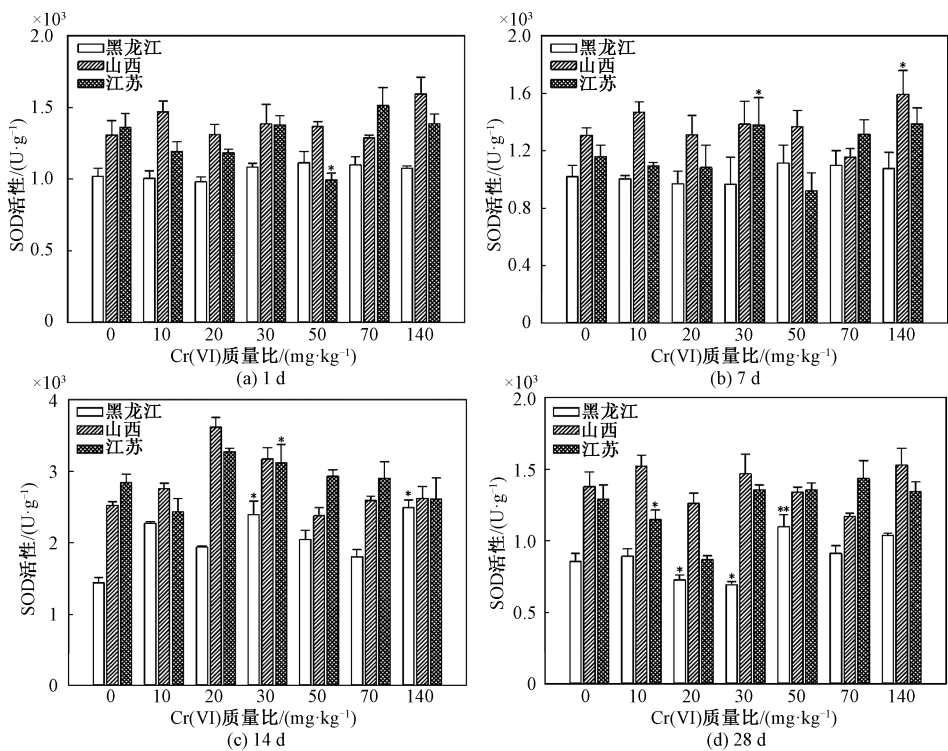 ×10³
2.0
1.5
1.0
0.5
0
SOD活性/(U·g⁻¹)
黑龙江
山西
江苏
*
0 10 20 30 50 70 140
Cr(VI)质量比/(mg·kg⁻¹)
(a) 1 d
×10³
2.0
1.6
1.2
0.8
0.4
0
SOD活性/(U·g⁻¹)
黑龙江
山西
江苏
* *
0 10 20 30 50 70 140
Cr(VI)质量比/(mg·kg⁻¹)
(b) 7 d
×10³
4
3
2
1
0
SOD活性/(U·g⁻¹)
黑龙江
山西
江苏
* * *
0 10 20 30 50 70 140
Cr(VI)质量比/(mg·kg⁻¹)
(c) 14 d
×10³
2.0
1.5
1.0
0.5
0
SOD活性/(U·g⁻¹)
黑龙江
山西
江苏
* * * **
0 10 20 30 50 70 140
Cr(VI)质量比/(mg·kg⁻¹)
(d) 28 d